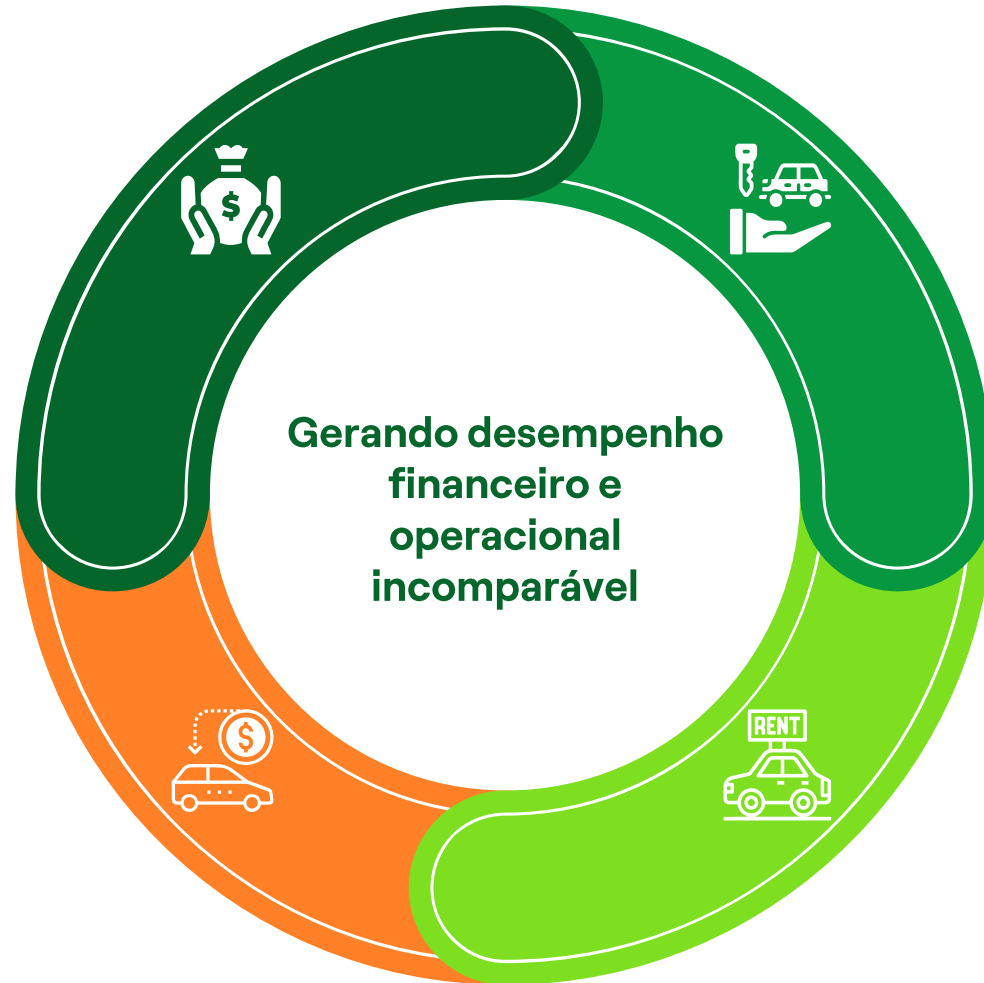 $
Gerando desempenho
financeiro e
operacional
incomparável
$
RENT